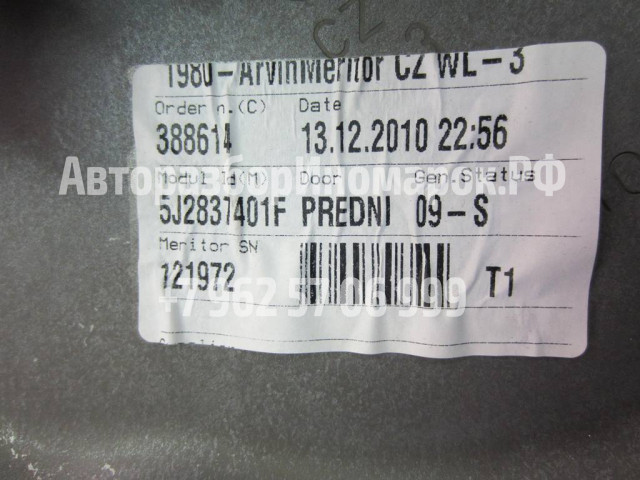 1980-ArvinMeritor CZ WL-3
Order n.(C) Date
388614 13.12.2010 22:56
Modul Id(M) Door Gen.Status
АвторазборИномарок.РФ
5J2837401F PREDNI 09-S
Meritor SN
121972 T1
+7 962 57 06 999